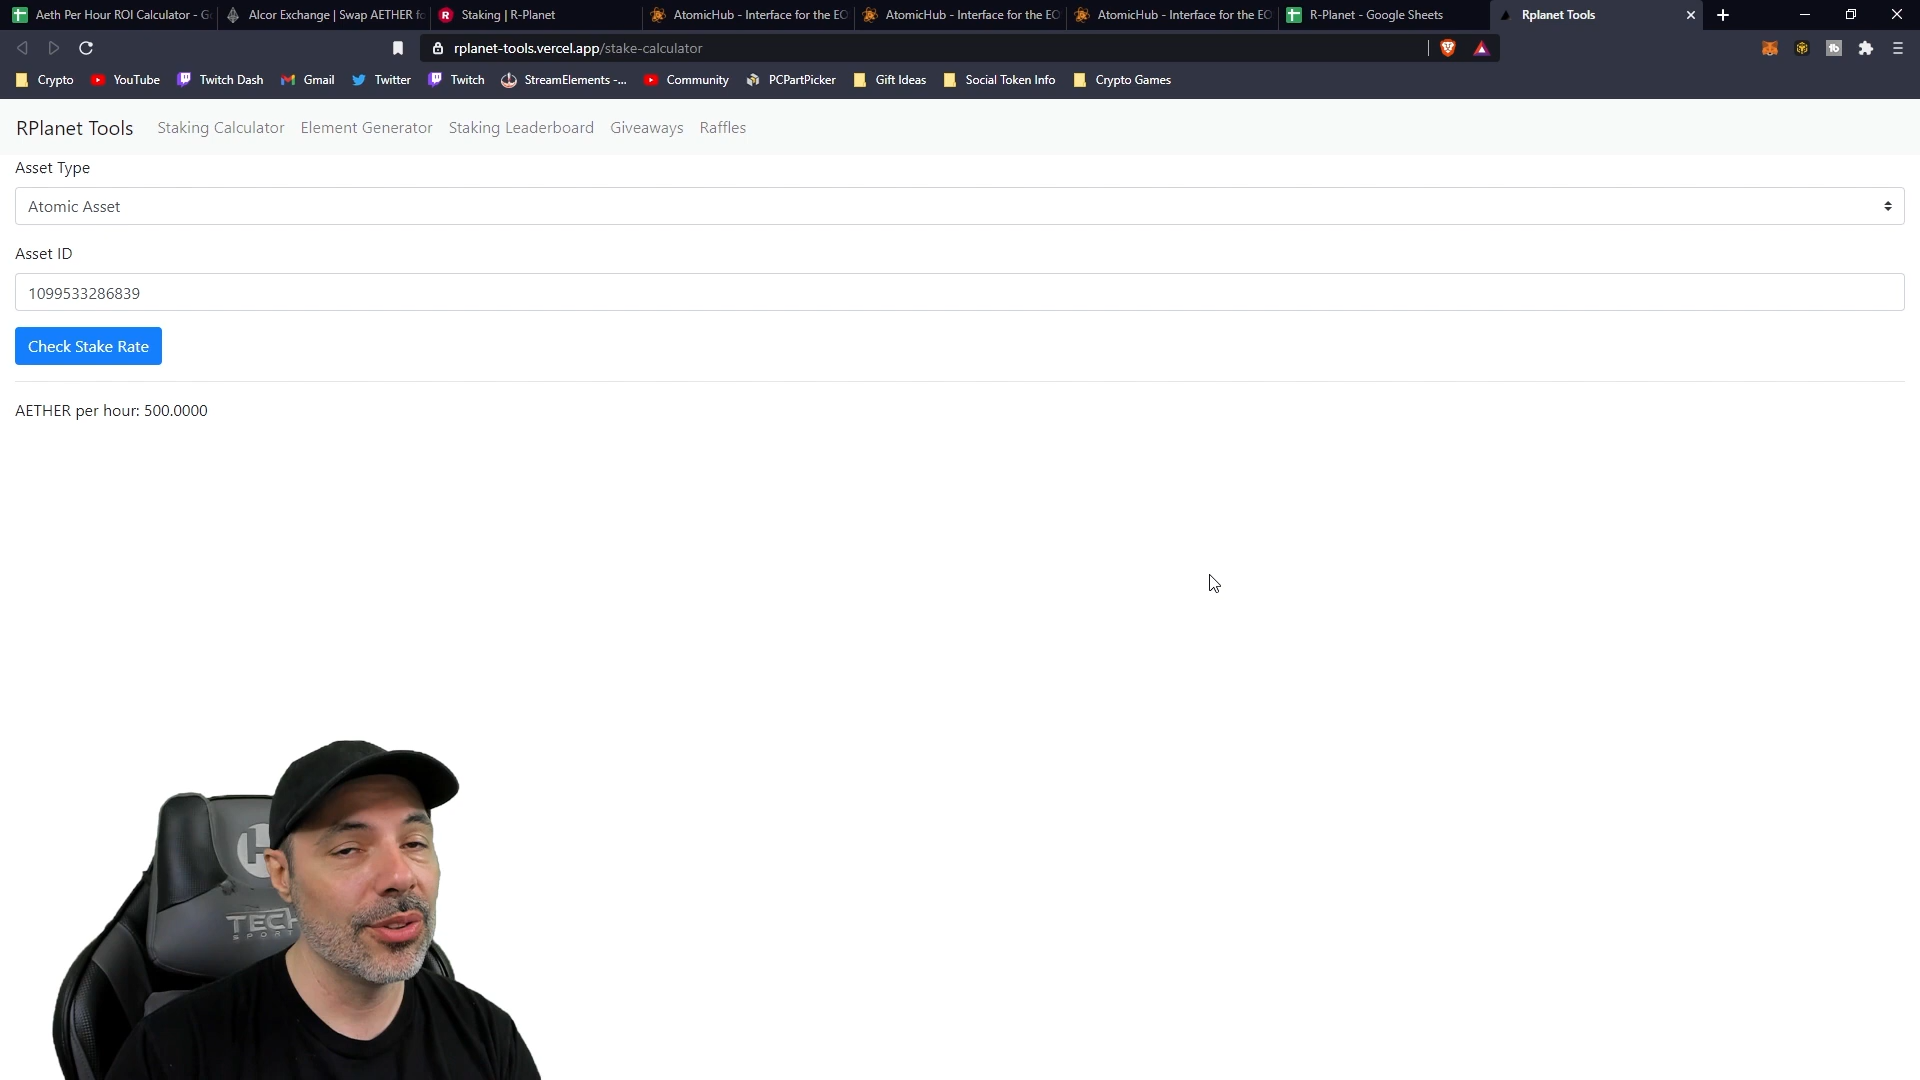 Aeth Per Hour ROI Calculator - G
Alcor Exchange | Swap AETHER fo
Staking | R-Planet
AtomicHub - Interface for the EO
AtomicHub - Interface for the EO
AtomicHub - Interface for the EO
R-Planet - Google Sheets
Rplanet Tools
rplanet-tools.vercel.app/stake-calculator
Crypto YouTube Twitch Dash Gmail Twitter Twitch StreamElements -... Community PCPartPicker Gift Ideas Social Token Info Crypto Games
RPlanet Tools Staking Calculator Element Generator Staking Leaderboard Giveaways Raffles
Asset Type
Atomic Asset
Asset ID
1099533286839
Check Stake Rate
AETHER per hour: 500.0000
TECH
SPORT